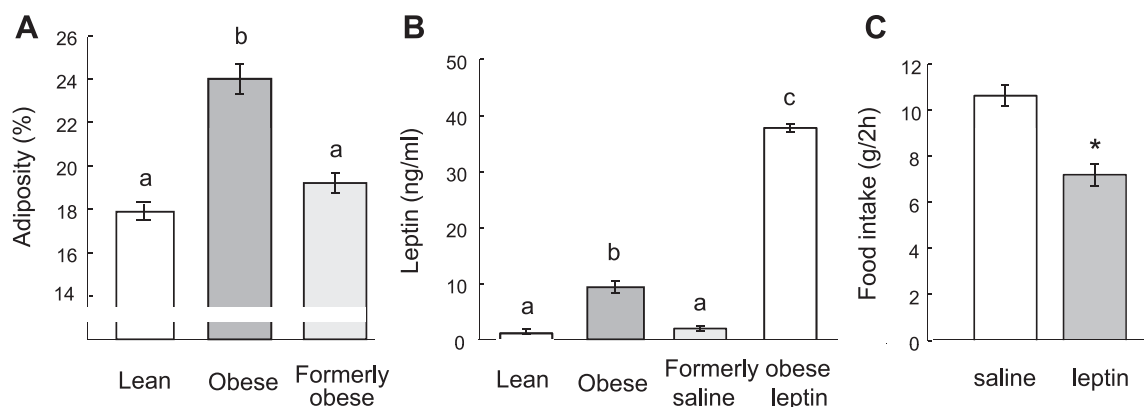 A
Adiposity (%)
26
24
22
20
18
16
14
a
b
a
Lean
Obese
Formerly
obese
B
Leptin (ng/ml)
50
40
30
20
10
0
a
b
a
c
Lean
Obese
Formerly obese
saline leptin
C
Food intake (g/2h)
12
10
8
6
4
2
0
*
saline
leptin